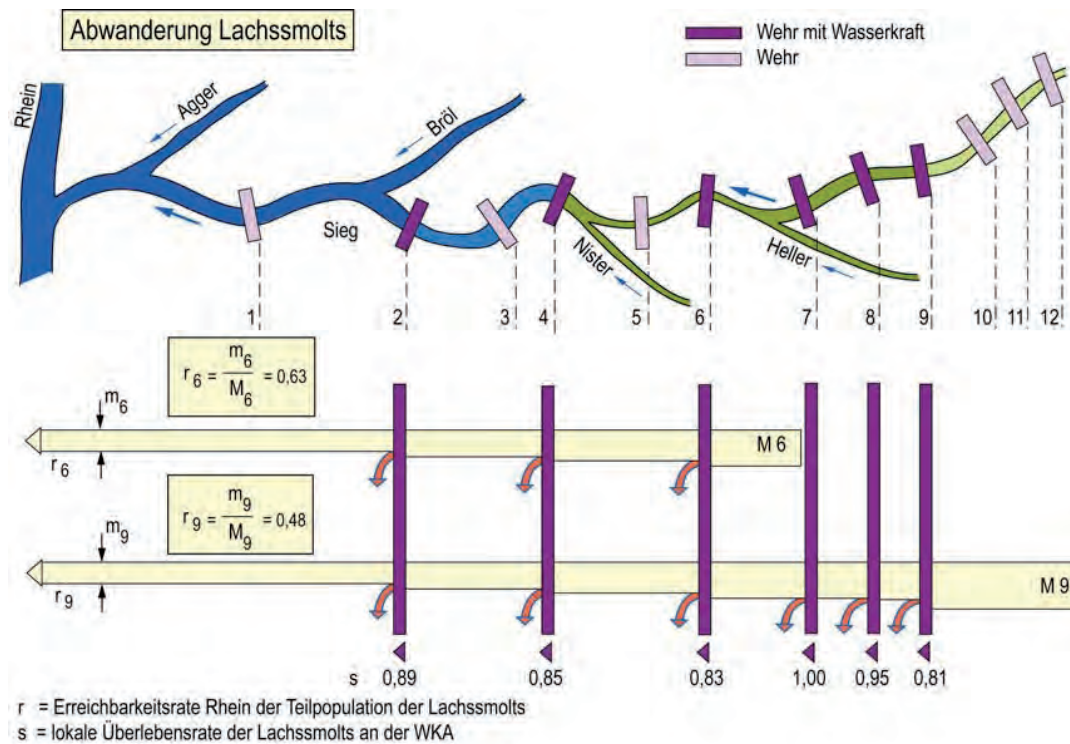 Abwanderung Lachssmolts
Wehr mit Wasserkraft
Wehr
Rhein
Agger
Bröl
Sieg
Nister
Heller
1 2 3 4 5 6 7 8 9 10 11 12
r6 = m6 / M6 = 0,63
m6
M 6
r 6
r 9 = m9 / M9 = 0,48
m9
M 9
r 9
s 0,89 0,85 0,83 1,00 0,95 0,81
r = Erreichbarkeitsrate Rhein der Teilpopulation der Lachssmolts
s = lokale Überlebensrate der Lachssmolts an der WKA